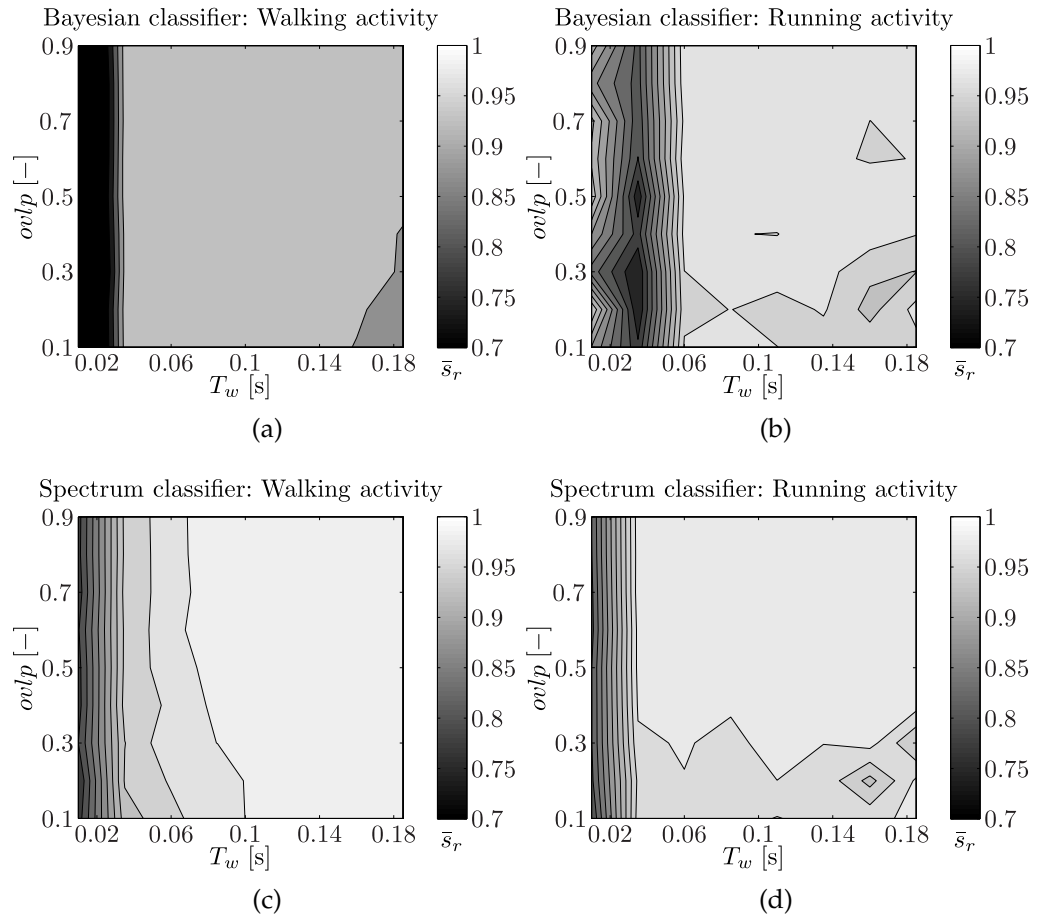 Bayesian classifier: Walking activity
0.9
0.7
0.5
0.3
0.1
ovlp [−]
0.02 0.06 0.1 0.14 0.18
T_w [s]
1
0.95
0.9
0.85
0.8
0.75
0.7
s̄_r
(a)
Bayesian classifier: Running activity
0.9
0.7
0.5
0.3
0.1
ovlp [−]
0.02 0.06 0.1 0.14 0.18
T_w [s]
1
0.95
0.9
0.85
0.8
0.75
0.7
s̄_r
(b)
Spectrum classifier: Walking activity
0.9
0.7
0.5
0.3
0.1
ovlp [−]
0.02 0.06 0.1 0.14 0.18
T_w [s]
1
0.95
0.9
0.85
0.8
0.75
0.7
s̄_r
(c)
Spectrum classifier: Running activity
0.9
0.7
0.5
0.3
0.1
ovlp [−]
0.02 0.06 0.1 0.14 0.18
T_w [s]
1
0.95
0.9
0.85
0.8
0.75
0.7
s̄_r
(d)